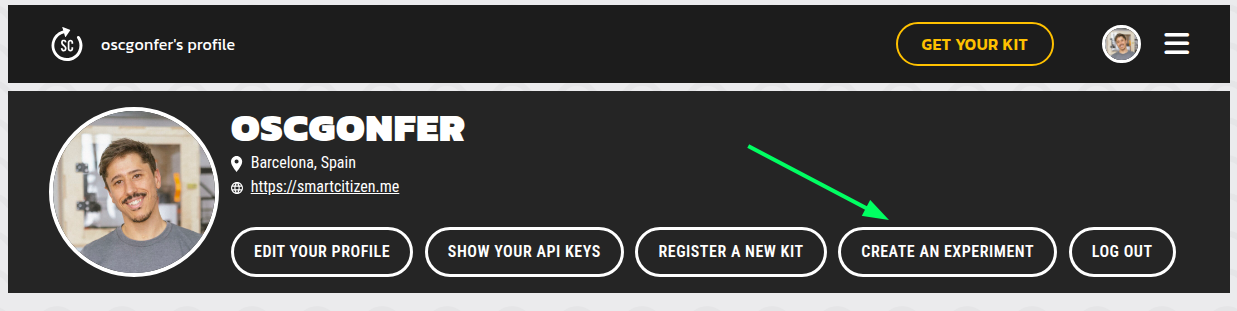 SC oscgonfer's profile GET YOUR KIT
OSCGONFER
Barcelona, Spain
https://smartcitizen.me
EDIT YOUR PROFILE SHOW YOUR API KEYS REGISTER A NEW KIT CREATE AN EXPERIMENT LOG OUT